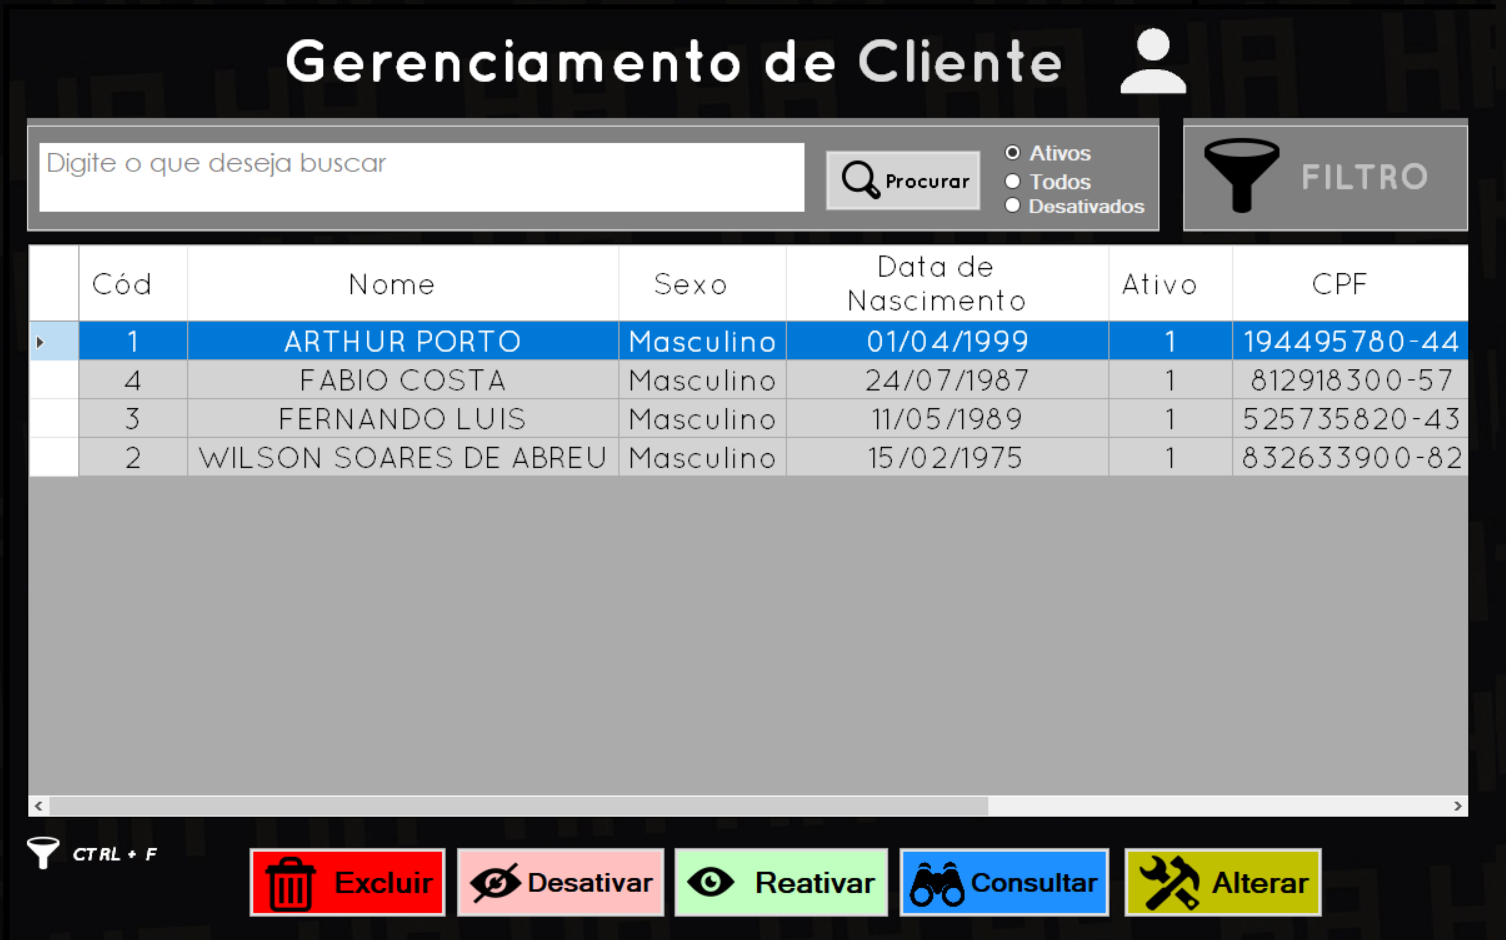 Gerenciamento de Cliente
Digite o que deseja buscar
Procurar
Ativos
Todos
Desativados
FILTRO
Cód Nome Sexo Data de Nascimento Ativo CPF
1 ARTHUR PORTO Masculino 01/04/1999 1 194495780-44
4 FABIO COSTA Masculino 24/07/1987 1 812918300-57
3 FERNANDO LUIS Masculino 11/05/1989 1 525735820-43
2 WILSON SOARES DE ABREU Masculino 15/02/1975 1 832633900-82
CTRL + F
Excluir Desativar Reativar Consultar Alterar